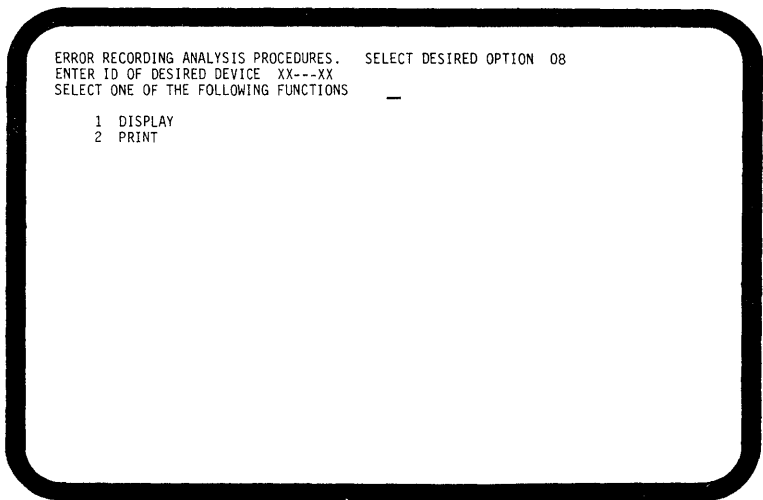 ERROR RECORDING ANALYSIS PROCEDURES. SELECT DESIRED OPTION 08
ENTER ID OF DESIRED DEVICE XX---XX
SELECT ONE OF THE FOLLOWING FUNCTIONS _
1 DISPLAY
2 PRINT